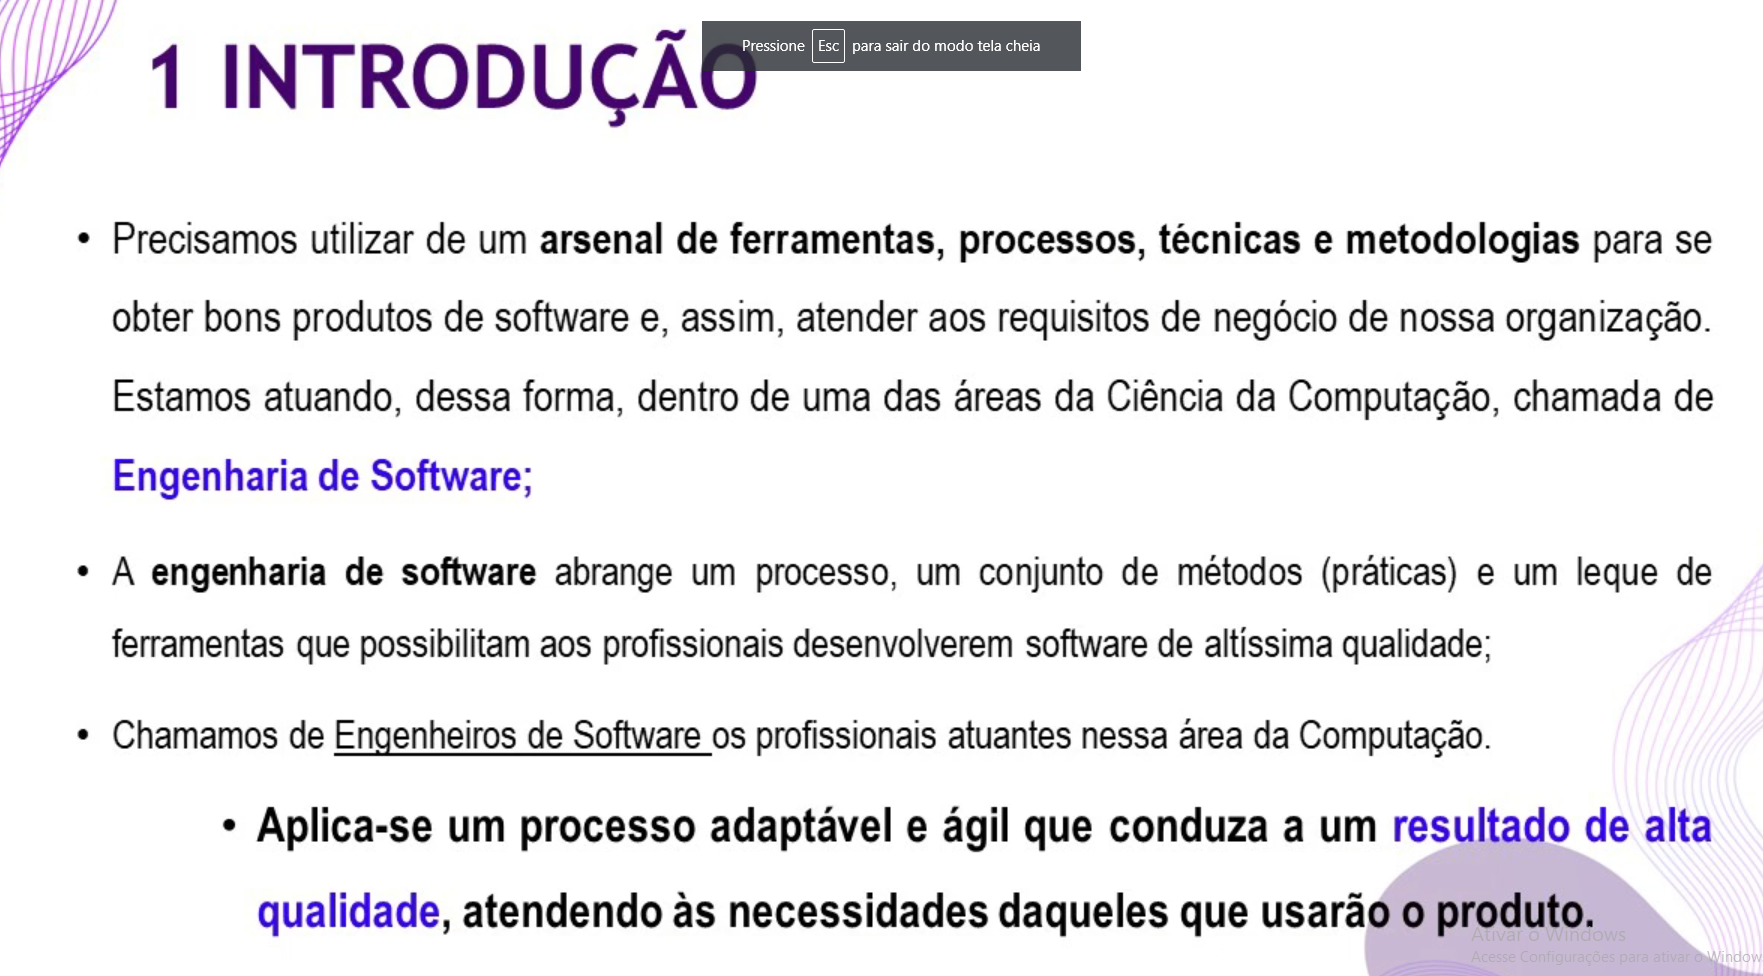 1 INTRODUÇÃO
Pressione Esc para sair do modo tela cheia
• Precisamos utilizar de um arsenal de ferramentas, processos, técnicas e metodologias para se
obter bons produtos de software e, assim, atender aos requisitos de negócio de nossa organização.
Estamos atuando, dessa forma, dentro de uma das áreas da Ciência da Computação, chamada de
Engenharia de Software;
• A engenharia de software abrange um processo, um conjunto de métodos (práticas) e um leque de
ferramentas que possibilitam aos profissionais desenvolverem software de altíssima qualidade;
• Chamamos de Engenheiros de Software os profissionais atuantes nessa área da Computação.
• Aplica-se um processo adaptável e ágil que conduza a um resultado de alta
qualidade, atendendo às necessidades daqueles que usarão o produto.
Ativar o Windows
Acesse Configurações para ativar o Window